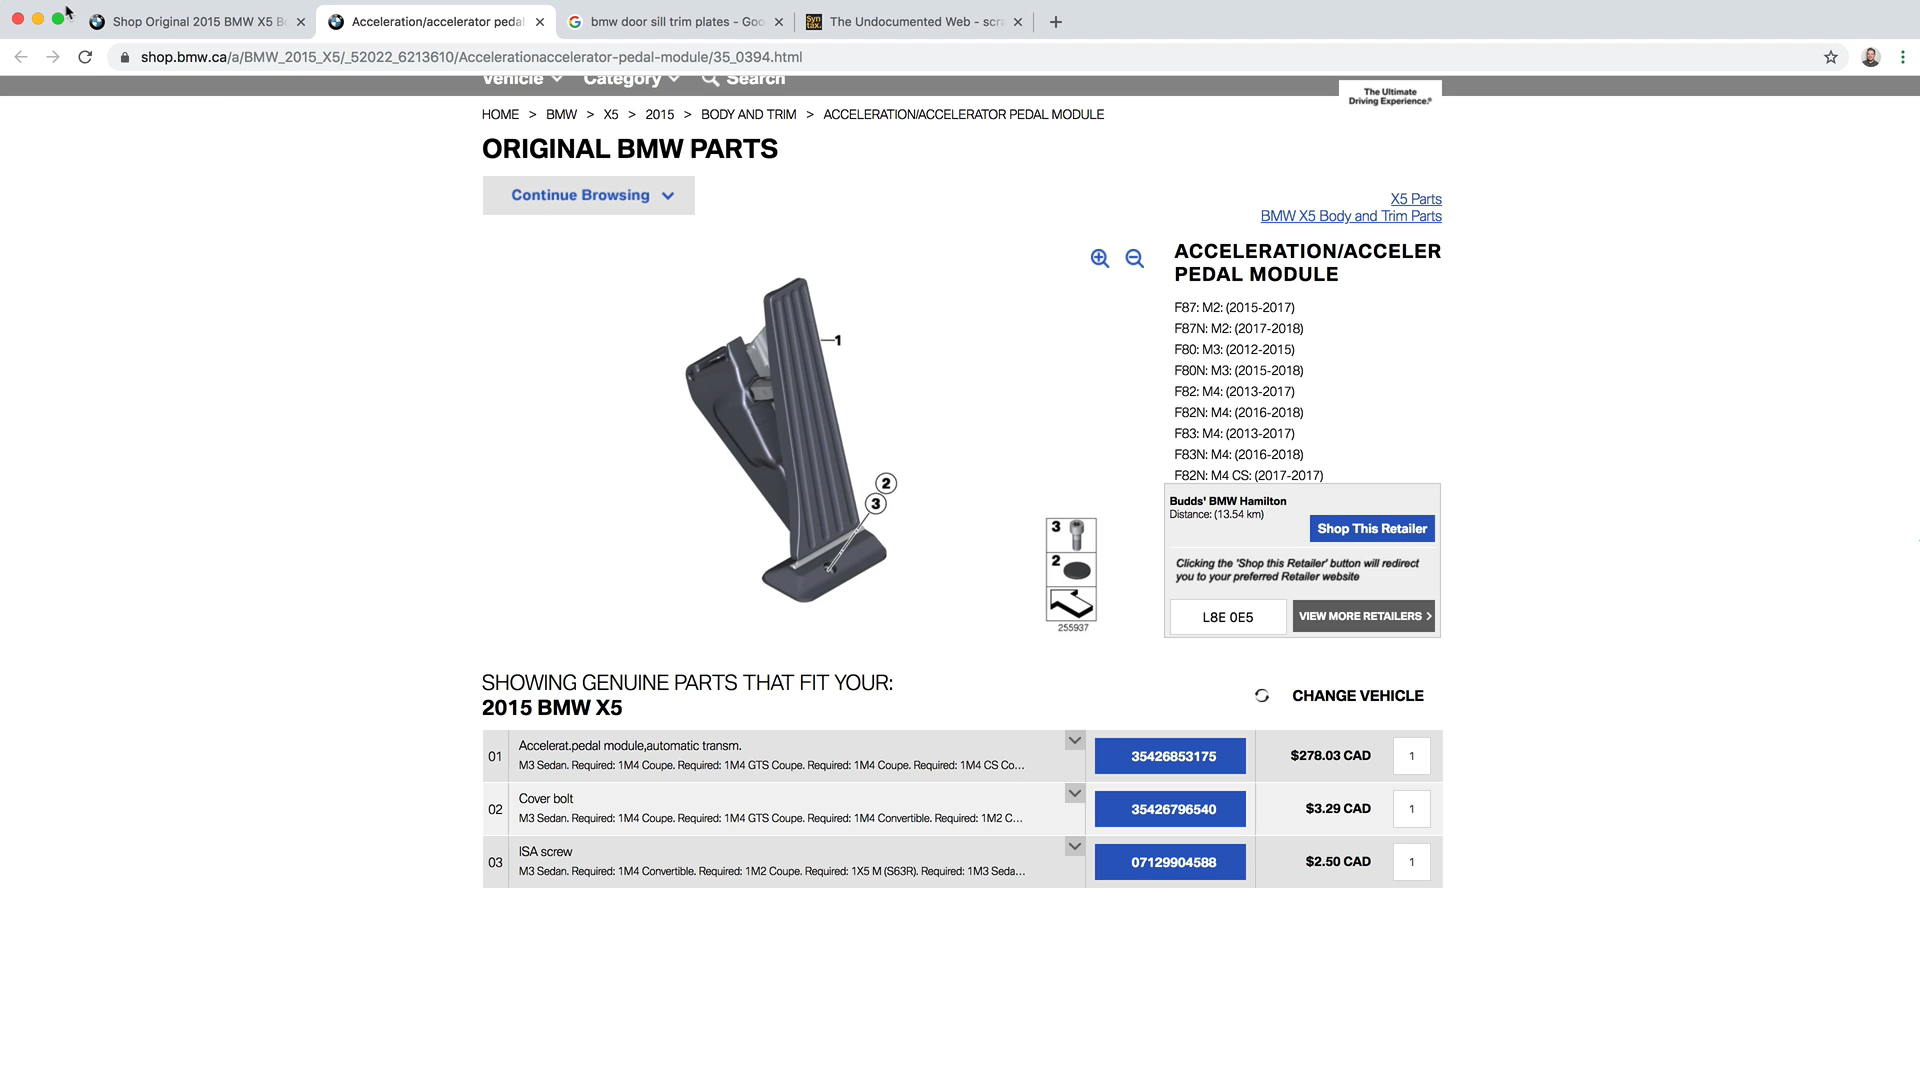 Shop Original 2015 BMW X5 Bo
Acceleration/accelerator pedal
bmw door sill trim plates - Goo
The Undocumented Web - scra
shop.bmw.ca/a/BMW_2015_X5/_52022_6213610/Accelerationaccelerator-pedal-module/35_0394.html
Vehicle
Category
Search
The Ultimate
Driving Experience.®
HOME > BMW > X5 > 2015 > BODY AND TRIM > ACCELERATION/ACCELERATOR PEDAL MODULE
ORIGINAL BMW PARTS
Continue Browsing
X5 Parts
BMW X5 Body and Trim Parts
ACCELERATION/ACCELER
PEDAL MODULE
F87: M2: (2015-2017)
F87N: M2: (2017-2018)
F80: M3: (2012-2015)
F80N: M3: (2015-2018)
F82: M4: (2013-2017)
F82N: M4: (2016-2018)
F83: M4: (2013-2017)
F83N: M4: (2016-2018)
F82N: M4 CS: (2017-2017)
1
2
3
3
2
255937
Budds' BMW Hamilton
Distance: (13.54 km)
Shop This Retailer
Clicking the 'Shop this Retailer' button will redirect
you to your preferred Retailer website
L8E 0E5
VIEW MORE RETAILERS >
SHOWING GENUINE PARTS THAT FIT YOUR:
2015 BMW X5
CHANGE VEHICLE
01
Accelerat.pedal module,automatic transm.
M3 Sedan. Required: 1M4 Coupe. Required: 1M4 GTS Coupe. Required: 1M4 Coupe. Required: 1M4 CS Co...
35426853175
$278.03 CAD
1
02
Cover bolt
M3 Sedan. Required: 1M4 Coupe. Required: 1M4 GTS Coupe. Required: 1M4 Convertible. Required: 1M2 C...
35426796540
$3.29 CAD
1
03
ISA screw
M3 Sedan. Required: 1M4 Convertible. Required: 1M2 Coupe. Required: 1X5 M (S63R). Required: 1M3 Seda...
07129904588
$2.50 CAD
1